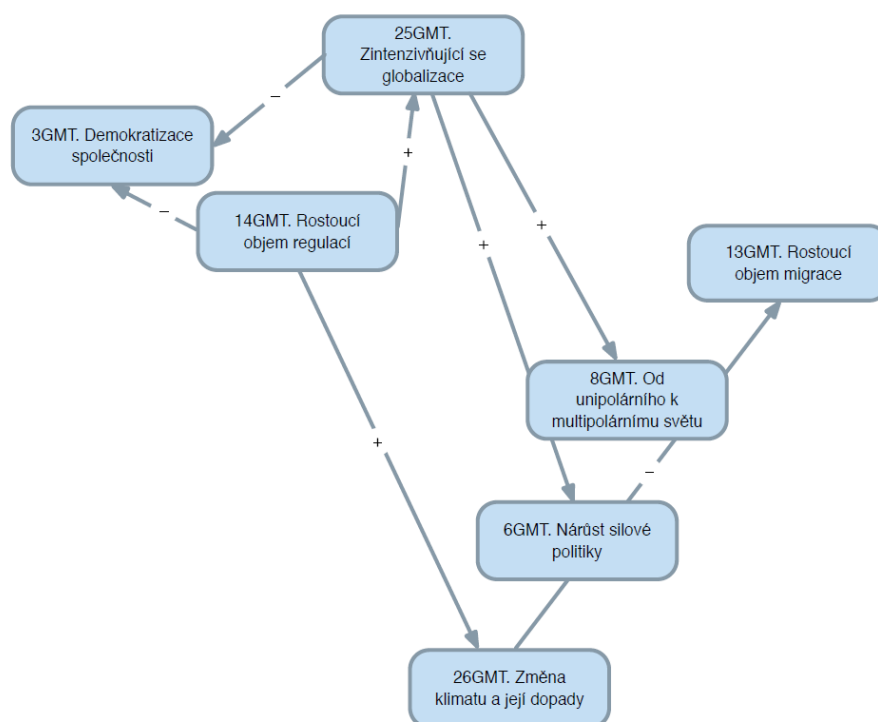 25GMT.
Zintenzivňující se
globalizace
–
3GMT. Demokratizace
společnosti
+
–
14GMT. Rostoucí
objem regulací
+
+
13GMT. Rostoucí
objem migrace
8GMT. Od
unipolárního k
multipolárnímu světu
+
–
6GMT. Nárůst silové
politiky
26GMT. Změna
klimatu a její dopady